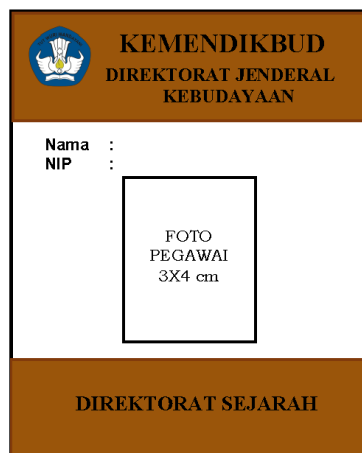 KEMENDIKBUD
DIREKTORAT JENDERAL
KEBUDAYAAN
Nama :
NIP :
FOTO
PEGAWAI
3X4 cm
DIREKTORAT SEJARAH